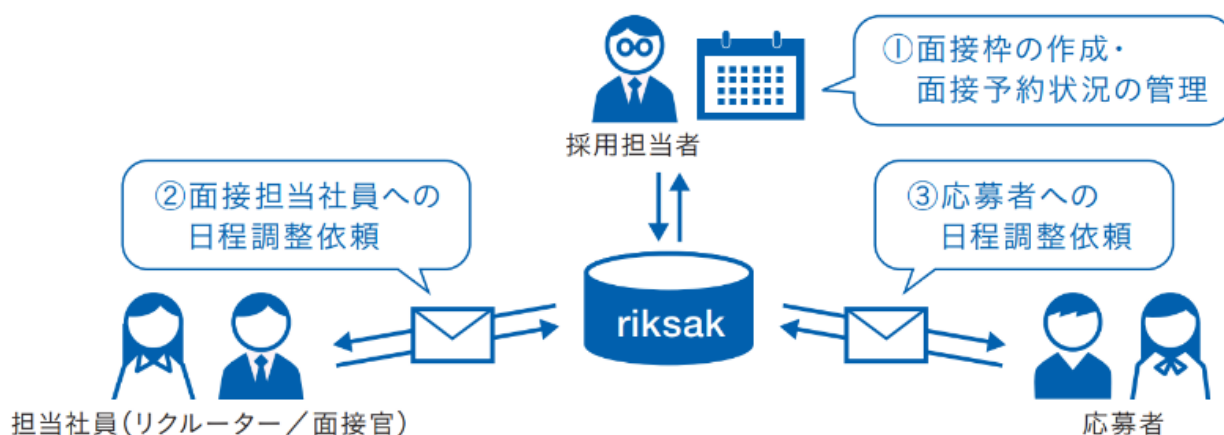 ①面接枠の作成・
面接予約状況の管理
採用担当者
②面接担当社員への
日程調整依頼
③応募者への
日程調整依頼
riksak
担当社員(リクルーター/面接官)
応募者